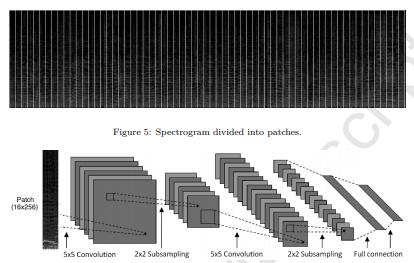 Figure 5: Spectrogram divided into patches.
Patch
(16x256)
5x5 Convolution
2x2 Subsampling
5x5 Convolution
2x2 Subsampling
Full connection